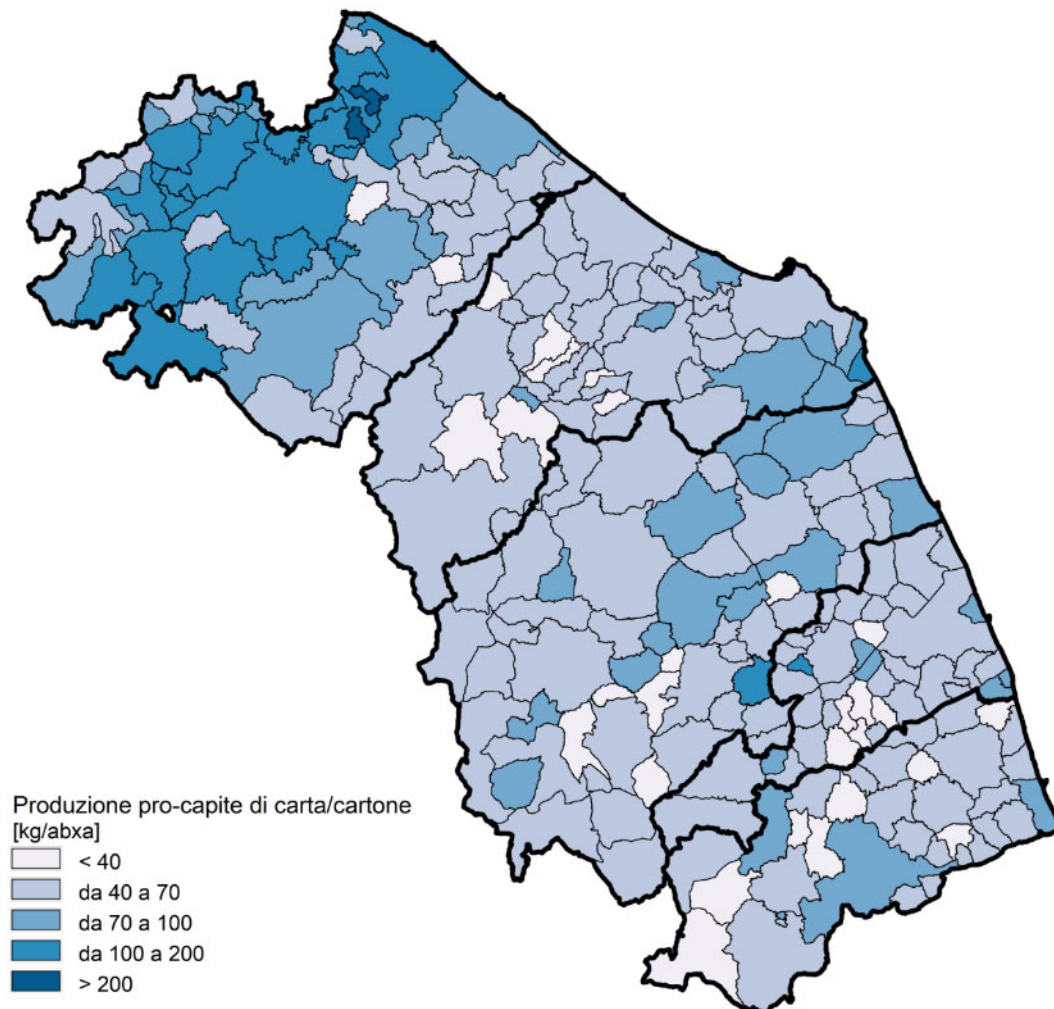 Produzione pro-capite di carta/cartone
[kg/abxa]
< 40
da 40 a 70
da 70 a 100
da 100 a 200
> 200